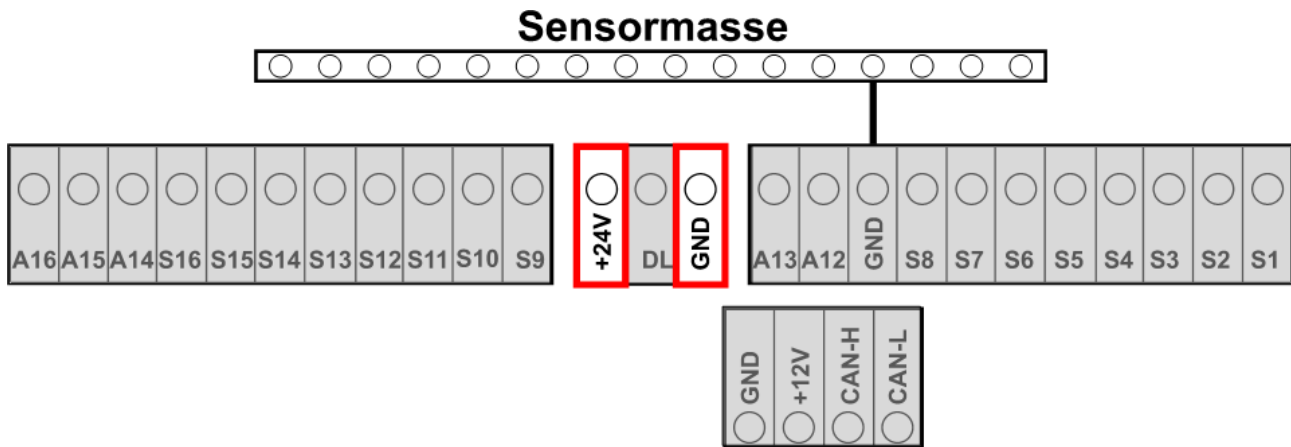 Sensormasse
A16 A15 A14 S16 S15 S14 S13 S12 S11 S10 S9 +24V DL GND A13 A12 GND S8 S7 S6 S5 S4 S3 S2 S1
GND +12V CAN-H CAN-L